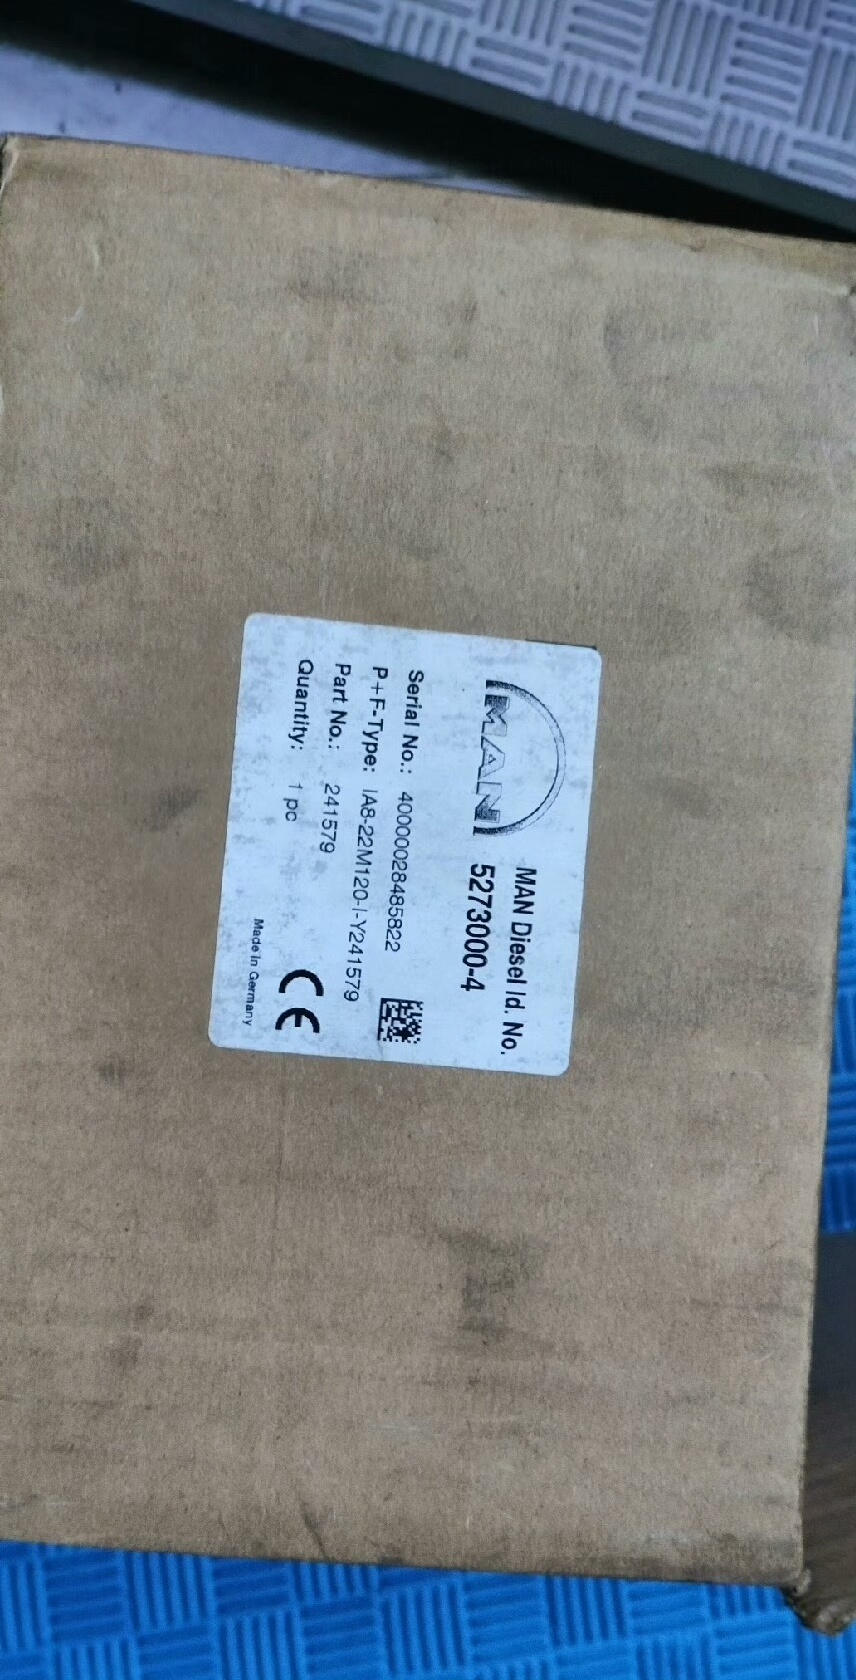 MAN
MAN Diesel Id. No.
5273000-4
Serial No.: 40000028485822
P+F-Type: IA8-22M120-I-Y241579
Part No.: 241579
Quantity: 1 pc
CE
Made in Germany